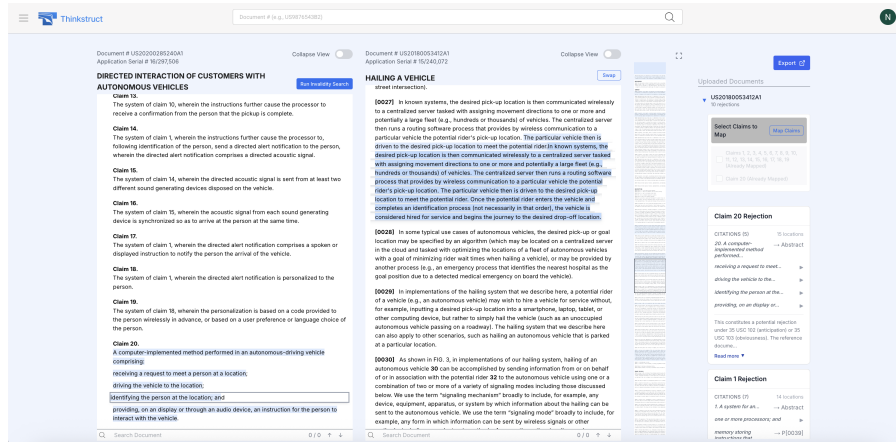 Thinkstruct
Document # (e.g., US9876543B2)
N
Document # US20200285240A1
Application Serial # 16/297,506
Collapse View
DIRECTED INTERACTION OF CUSTOMERS WITH
AUTONOMOUS VEHICLES
Run Invalidity Search
Claim 13.
The system of claim 10, wherein the instructions further cause the processor to
receive a confirmation from the person that the pickup is complete.
Claim 14.
The system of claim 1, wherein the instructions further cause the processor to,
following identification of the person, send a directed alert notification to the person,
wherein the directed alert notification comprises a directed acoustic signal.
Claim 15.
The system of claim 14, wherein the directed acoustic signal is sent from at least two
different sound generating devices disposed on the vehicle.
Claim 16.
The system of claim 15, wherein the acoustic signal from each sound generating
device is synchronized so as to arrive at the person at the same time.
Claim 17.
The system of claim 1, wherein the directed alert notification comprises a spoken or
displayed instruction to notify the person the arrival of the vehicle.
Claim 18.
The system of claim 1, wherein the directed alert notification is personalized to the
person.
Claim 19.
The system of claim 18, wherein the personalization is based on a code provided to
the person wirelessly in advance, or based on a user preference or language choice of
the person.
Claim 20.
A computer-implemented method performed in an autonomous-driving vehicle
comprising:
receiving a request to meet a person at a location;
driving the vehicle to the location;
identifying the person at the location; and
providing, on a display or through an audio device, an instruction for the person to
interact with the vehicle.
Search Document
0 / 0
Document # US20180053412A1
Application Serial # 15/240,072
Collapse View
HAILING A VEHICLE
Swap
street intersection).
[0027] In known systems, the desired pick-up location is then communicated wirelessly
to a centralized server tasked with assigning movement directions to one or more and
potentially a large fleet (e.g., hundreds or thousands) of vehicles. The centralized server
then runs a routing software process that provides by wireless communication to a
particular vehicle the potential rider's pick-up location. The particular vehicle then is
driven to the desired pick-up location to meet the potential rider.In known systems, the
desired pick-up location is then communicated wirelessly to a centralized server tasked
with assigning movement directions to one or more and potentially a large fleet (e.g.,
hundreds or thousands) of vehicles. The centralized server then runs a routing software
process that provides by wireless communication to a particular vehicle the potential
rider's pick-up location. The particular vehicle then is driven to the desired pick-up
location to meet the potential rider. Once the potential rider enters the vehicle and
completes an identification process (not necessarily in that order), the vehicle is
considered hired for service and begins the journey to the desired drop-off location.
[0028] In some typical use cases of autonomous vehicles, the desired pick-up or goal
location may be specified by an algorithm (which may be located on a centralized server
in the cloud and tasked with optimizing the locations of a fleet of autonomous vehicles
with a goal of minimizing rider wait times when hailing a vehicle), or may be provided by
another process (e.g., an emergency process that identifies the nearest hospital as the
goal position due to a detected medical emergency on board the vehicle).
[0029] In implementations of the hailing system that we describe here, a potential rider
of a vehicle (e.g., an autonomous vehicle) may wish to hire a vehicle for service without,
for example, inputting a desired pick-up location into a smartphone, laptop, tablet, or
other computing device, but rather to simply hail the vehicle (such as an unoccupied
autonomous vehicle passing on a roadway). The hailing system that we describe here
can also apply to other scenarios, such as hailing an autonomous vehicle that is parked
at a particular location.
[0030] As shown in FIG. 3, in implementations of our hailing system, hailing of an
autonomous vehicle 30 can be accomplished by sending information from or on behalf
of or in association with the potential rider 32 to the autonomous vehicle using one or a
combination of two or more of a variety of signaling modes including those discussed
below. We use the term "signaling mechanism" broadly to include, for example, any
device, equipment, apparatus, or system by which information about the hailing can be
sent to the autonomous vehicle. We use the term "signaling mode" broadly to include, for
example, any form in which information can be sent by wireless signals or other
Search Document
0 / 0
Export
Uploaded Documents
US20180053412A1
10 rejections
Select Claims to
Map
Map Claims
Claim 20 Rejection
CITATIONS (5)
15 locations
20. A computer-
implemented method
performed...
→ Abstract
receiving a request to meet...
driving the vehicle to the...
identifying the person at the...
providing, on an display or...
This constitutes a potential rejection
under 35 USC 102 (anticipation) or 35
USC 103 (obviousness). The reference
docume...
Read more
Claim 1 Rejection
CITATIONS (7)
14 locations
1. A system for an...
→ Abstract
one or more processors; and
memory storing
instructions that
→ P[0039]